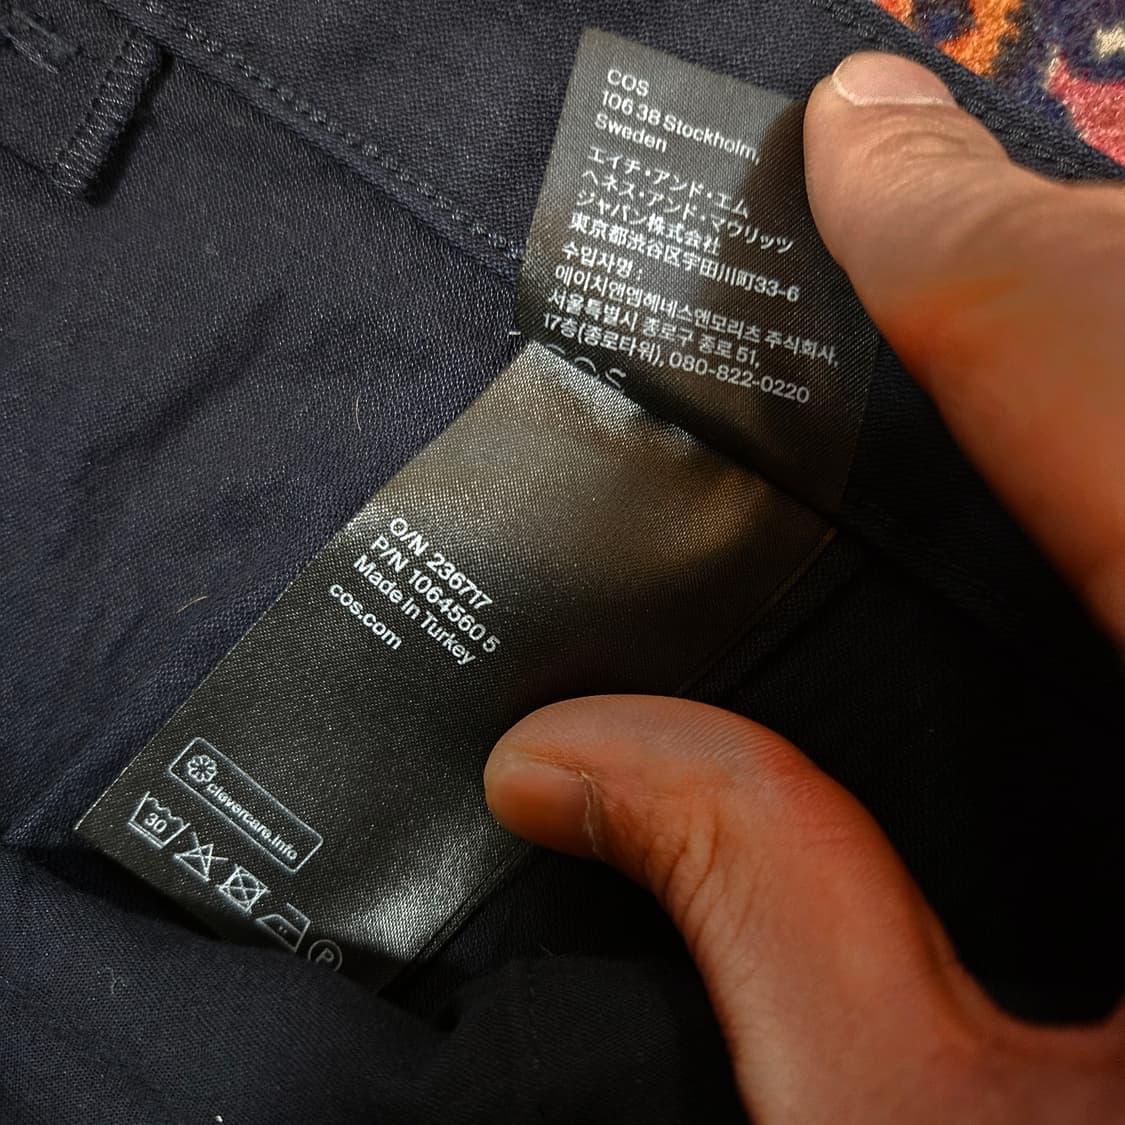 COS
106 38 Stockholm,
Sweden
エイチ・アンド・エム
ヘネス・アンド・マウリッツ
ジャパン株式会社
東京都渋谷区宇田川町33-6
수입자명 :
에이치앤엠헤네스앤모리츠 주식회사,
서울특별시 종로구 종로 51,
17층(종로타워), 080-822-0220
COS
O/N 236717
P/N 1064560 5
Made in Turkey
cos.com
clevercare.info
30
P